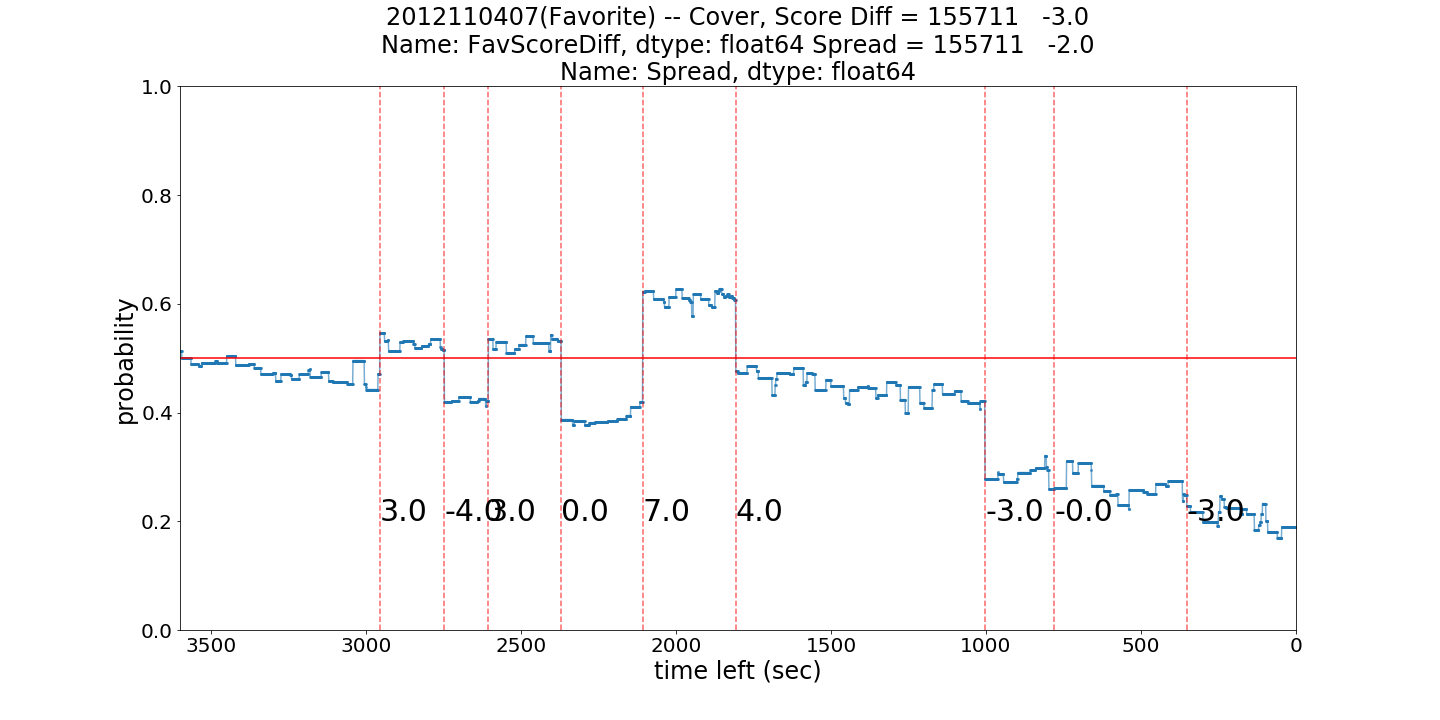 2012110407(Favorite) -- Cover, Score Diff = 155711   -3.0
Name: FavScoreDiff, dtype: float64 Spread = 155711   -2.0
Name: Spread, dtype: float64
1.0
0.8
0.6
0.4
0.2
0.0
probability
3.0 -4.0 3.0 0.0 7.0 4.0 -3.0 -0.0 -3.0
3500 3000 2500 2000 1500 1000 500 0
time left (sec)